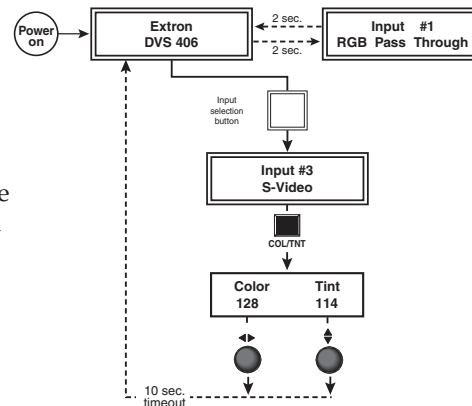 Power
on
Extron
DVS 406
2 sec.
2 sec.
Input #1
RGB Pass Through
Input
selection
button
Input #3
S-Video
COL/TNT
Color Tint
128 114
10 sec.
timeout